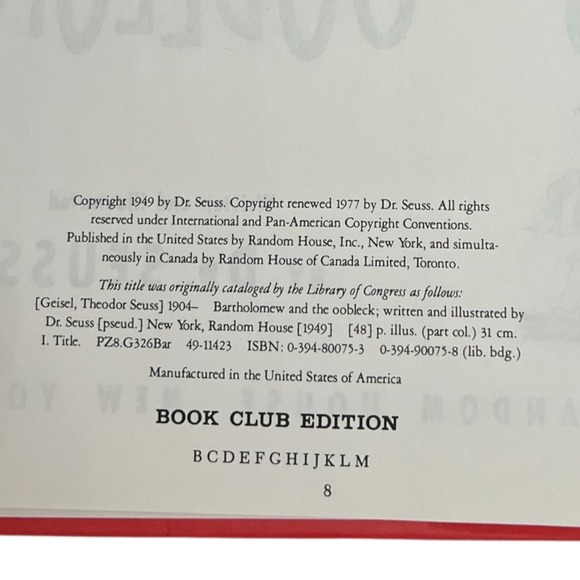 Copyright 1949 by Dr. Seuss. Copyright renewed 1977 by Dr. Seuss. All rights
reserved under International and Pan-American Copyright Conventions.
Published in the United States by Random House, Inc., New York, and simulta-
neously in Canada by Random House of Canada Limited, Toronto.
This title was originally cataloged by the Library of Congress as follows:
[Geisel, Theodor Seuss] 1904– Bartholomew and the oobleck; written and illustrated by
Dr. Seuss [pseud.] New York, Random House [1949] [48] p. illus. (part col.) 31 cm.
I. Title. PZ8.G326Bar 49-11423 ISBN: 0-394-80075-3 0-394-90075-8 (lib. bdg.)
Manufactured in the United States of America
BOOK CLUB EDITION
B C D E F G H I J K L M
8